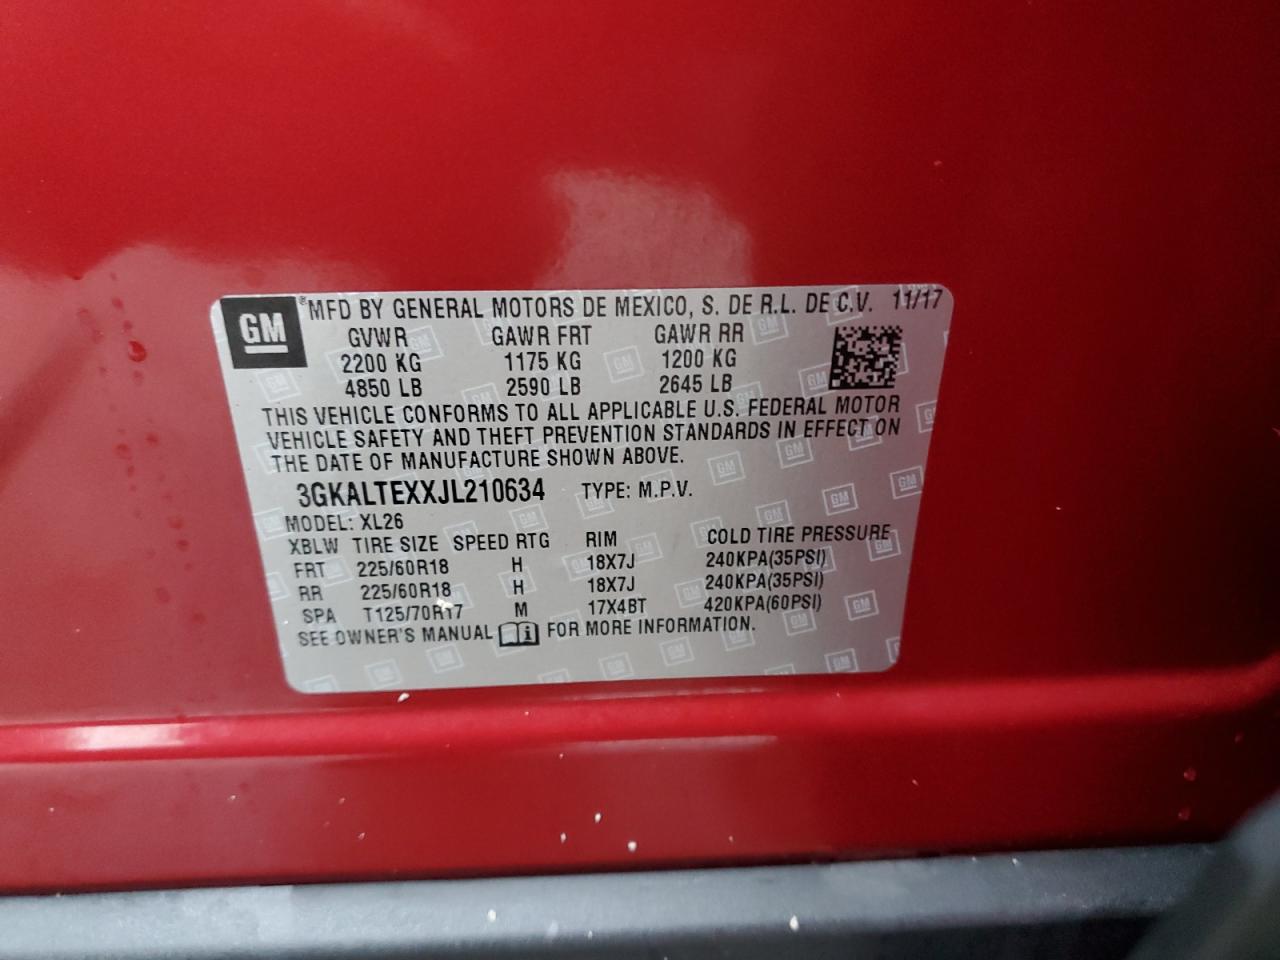 GM
® MFD BY GENERAL MOTORS DE MEXICO, S. DE R.L. DE C.V. 11/17
GVWR GAWR FRT GAWR RR
2200 KG 1175 KG 1200 KG
4850 LB 2590 LB 2645 LB
THIS VEHICLE CONFORMS TO ALL APPLICABLE U.S. FEDERAL MOTOR
VEHICLE SAFETY AND THEFT PREVENTION STANDARDS IN EFFECT ON
THE DATE OF MANUFACTURE SHOWN ABOVE.
3GKALTEXXJL210634 TYPE: M.P.V.
MODEL: XL26
XBLW TIRE SIZE SPEED RTG RIM COLD TIRE PRESSURE
FRT 225/60R18 H 18X7J 240KPA(35PSI)
RR 225/60R18 H 18X7J 240KPA(35PSI)
SPA T125/70R17 M 17X4BT 420KPA(60PSI)
SEE OWNER'S MANUAL FOR MORE INFORMATION.